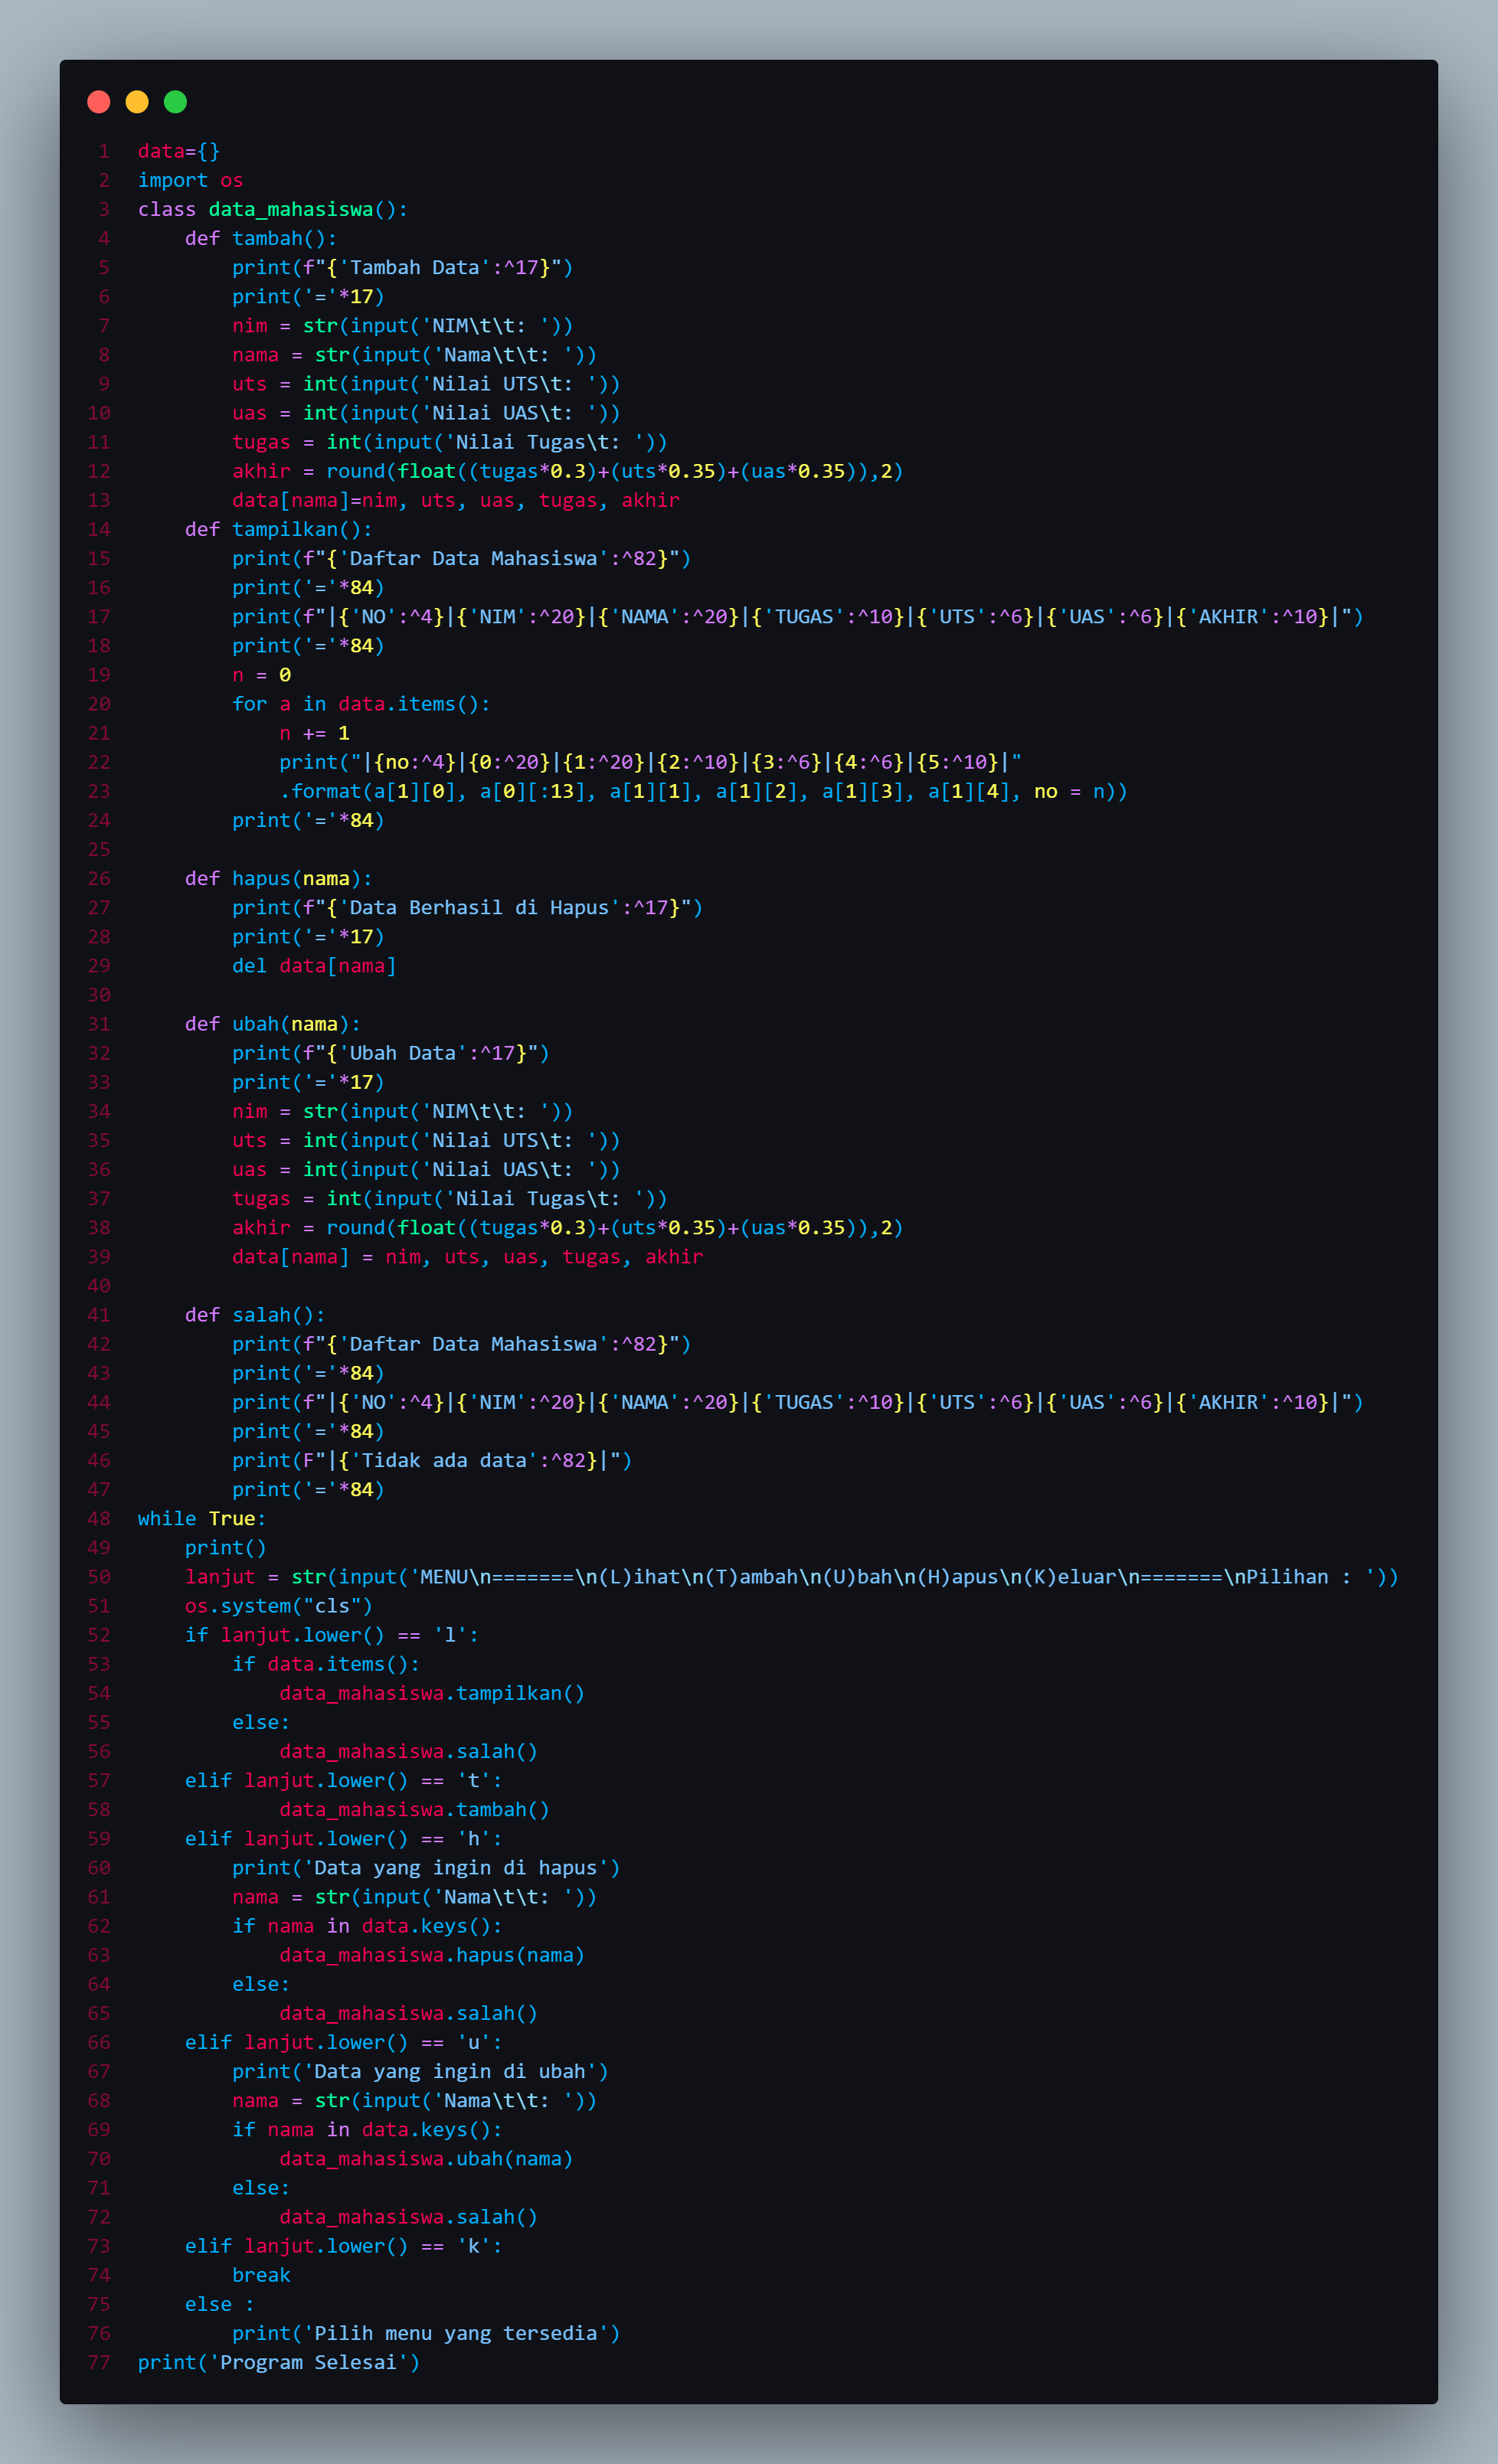 1 data={}
2 import os
3 class data_mahasiswa():
4     def tambah():
5         print(f"{'Tambah Data':^17}")
6         print('='*17)
7         nim = str(input('NIM\t\t: '))
8         nama = str(input('Nama\t\t: '))
9         uts = int(input('Nilai UTS\t: '))
10         uas = int(input('Nilai UAS\t: '))
11         tugas = int(input('Nilai Tugas\t: '))
12         akhir = round(float((tugas*0.3)+(uts*0.35)+(uas*0.35)),2)
13         data[nama]=nim, uts, uas, tugas, akhir
14     def tampilkan():
15         print(f"{'Daftar Data Mahasiswa':^82}")
16         print('='*84)
17         print(f"|{'NO':^4}|{'NIM':^20}|{'NAMA':^20}|{'TUGAS':^10}|{'UTS':^6}|{'UAS':^6}|{'AKHIR':^10}|")
18         print('='*84)
19         n = 0
20         for a in data.items():
21             n += 1
22             print("|{no:^4}|{0:^20}|{1:^20}|{2:^10}|{3:^6}|{4:^6}|{5:^10}|"
23             .format(a[1][0], a[0][:13], a[1][1], a[1][2], a[1][3], a[1][4], no = n))
24         print('='*84)
25
26     def hapus(nama):
27         print(f"{'Data Berhasil di Hapus':^17}")
28         print('='*17)
29         del data[nama]
30
31     def ubah(nama):
32         print(f"{'Ubah Data':^17}")
33         print('='*17)
34         nim = str(input('NIM\t\t: '))
35         uts = int(input('Nilai UTS\t: '))
36         uas = int(input('Nilai UAS\t: '))
37         tugas = int(input('Nilai Tugas\t: '))
38         akhir = round(float((tugas*0.3)+(uts*0.35)+(uas*0.35)),2)
39         data[nama] = nim, uts, uas, tugas, akhir
40
41     def salah():
42         print(f"{'Daftar Data Mahasiswa':^82}")
43         print('='*84)
44         print(f"|{'NO':^4}|{'NIM':^20}|{'NAMA':^20}|{'TUGAS':^10}|{'UTS':^6}|{'UAS':^6}|{'AKHIR':^10}|")
45         print('='*84)
46         print(F"|{'Tidak ada data':^82}|")
47         print('='*84)
48 while True:
49     print()
50     lanjut = str(input('MENU\n=======\n(L)ihat\n(T)ambah\n(U)bah\n(H)apus\n(K)eluar\n=======\nPilihan : '))
51     os.system("cls")
52     if lanjut.lower() == 'l':
53         if data.items():
54             data_mahasiswa.tampilkan()
55         else:
56             data_mahasiswa.salah()
57     elif lanjut.lower() == 't':
58             data_mahasiswa.tambah()
59     elif lanjut.lower() == 'h':
60         print('Data yang ingin di hapus')
61         nama = str(input('Nama\t\t: '))
62         if nama in data.keys():
63             data_mahasiswa.hapus(nama)
64         else:
65             data_mahasiswa.salah()
66     elif lanjut.lower() == 'u':
67         print('Data yang ingin di ubah')
68         nama = str(input('Nama\t\t: '))
69         if nama in data.keys():
70             data_mahasiswa.ubah(nama)
71         else:
72             data_mahasiswa.salah()
73     elif lanjut.lower() == 'k':
74         break
75     else :
76         print('Pilih menu yang tersedia')
77 print('Program Selesai')